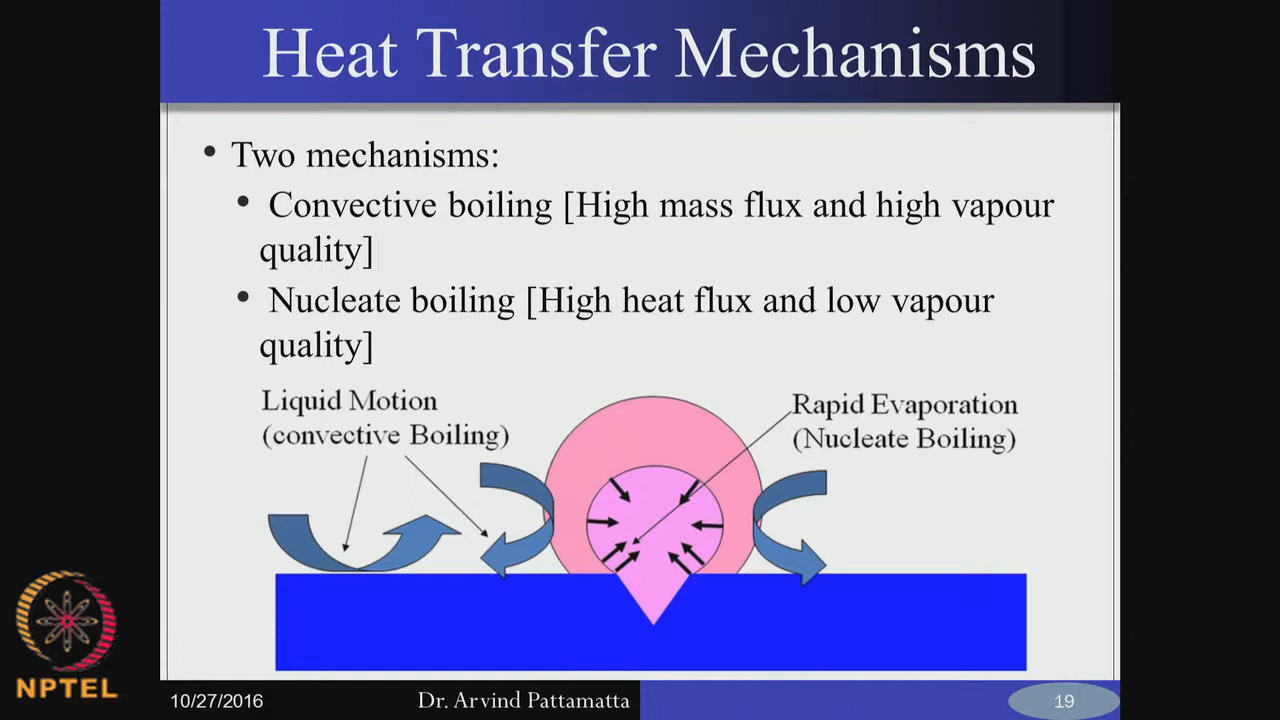 Heat Transfer Mechanisms
• Two mechanisms:
• Convective boiling [High mass flux and high vapour
quality]
• Nucleate boiling [High heat flux and low vapour
quality]
Liquid Motion
(convective Boiling)
Rapid Evaporation
(Nucleate Boiling)
NPTEL
10/27/2016
Dr. Arvind Pattamatta
19